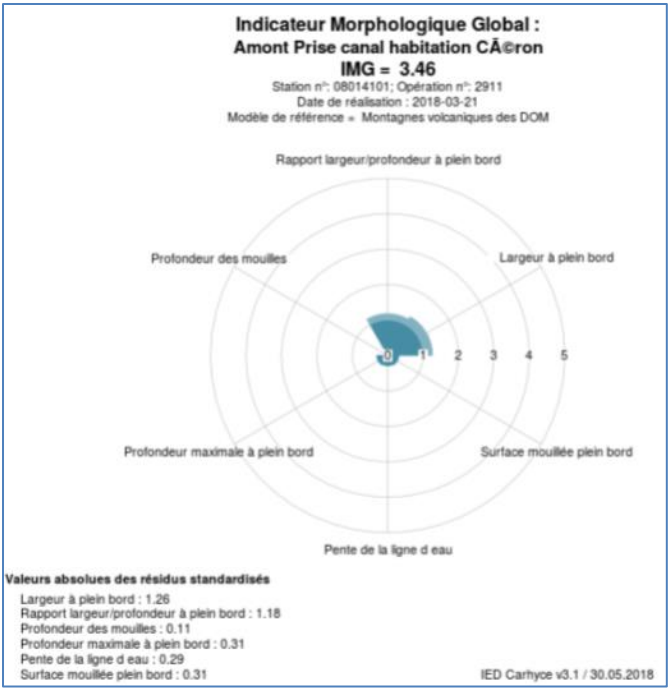 Indicateur Morphologique Global :
Amont Prise canal habitation CÃ©ron
IMG = 3.46
Station n°: 08014101; Opération n°: 2911
Date de réalisation : 2018-03-21
Modèle de référence = Montagnes volcaniques des DOM
Rapport largeur/profondeur à plein bord
Profondeur des mouilles
Largeur à plein bord
0 1 2 3 4 5
Profondeur maximale à plein bord
Surface mouillée plein bord
Pente de la ligne d eau
Valeurs absolues des résidus standardisés
Largeur à plein bord : 1.26
Rapport largeur/profondeur à plein bord : 1.18
Profondeur des mouilles : 0.11
Profondeur maximale à plein bord : 0.31
Pente de la ligne d eau : 0.29
Surface mouillée plein bord : 0.31
IED Carhyce v3.1 / 30.05.2018